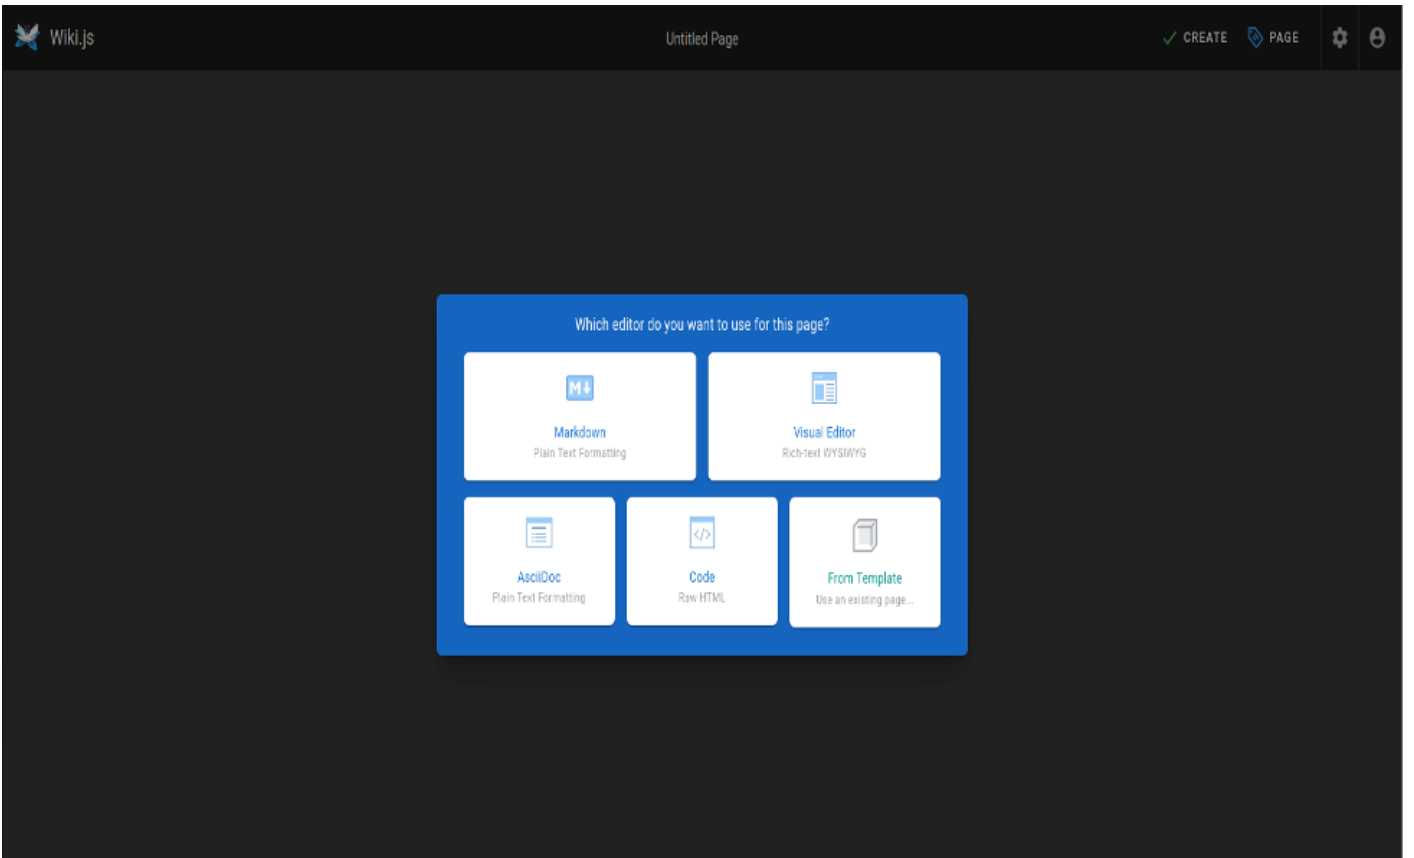 Wiki.js
Untitled Page
CREATE
PAGE
Which editor do you want to use for this page?
M
Markdown
Plain Text Formatting
Visual Editor
Rich-text WYSIWYG
AsciiDoc
Plain Text Formatting
</>
Code
Raw HTML
From Template
Use an existing page...